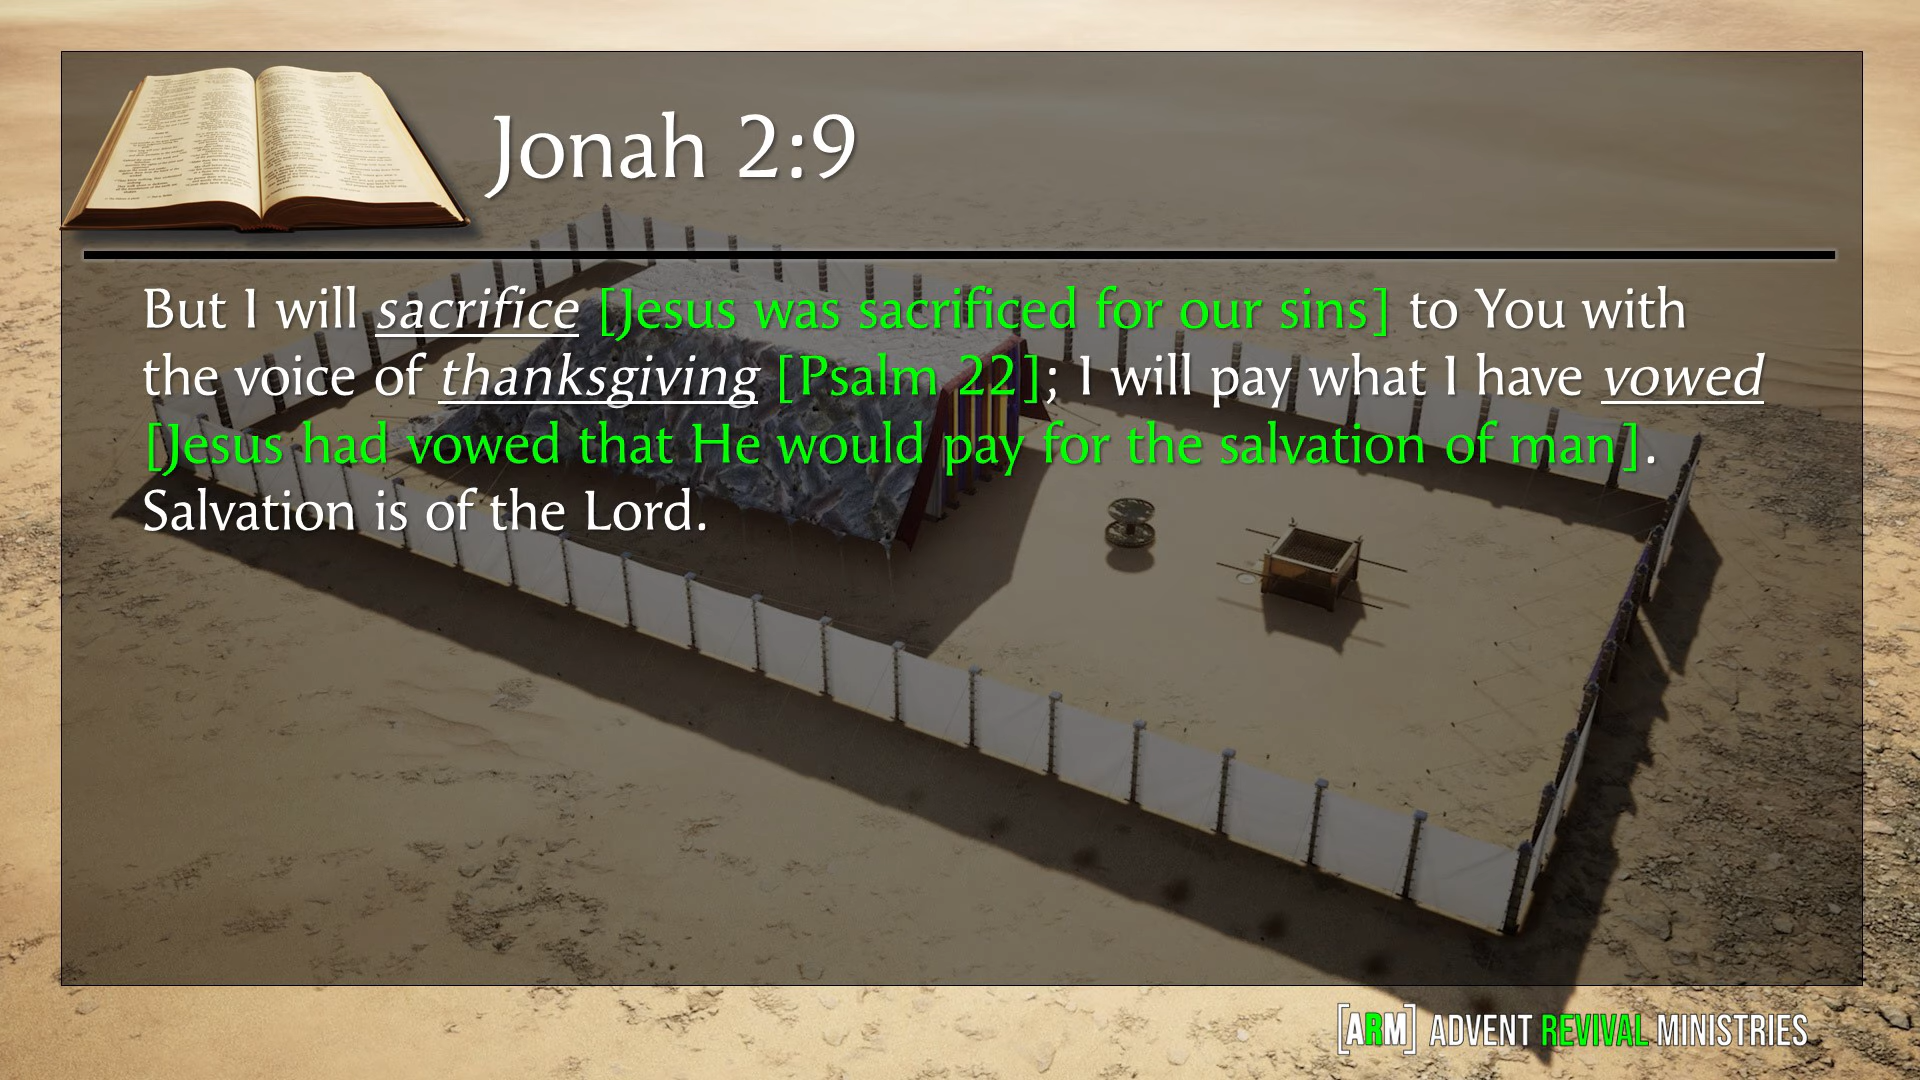 Jonah 2:9
But I will sacrifice [Jesus was sacrificed for our sins] to You with
the voice of thanksgiving [Psalm 22]; I will pay what I have vowed
[Jesus had vowed that He would pay for the salvation of man].
Salvation is of the Lord.
[ARM] ADVENT REVIVAL MINISTRIES